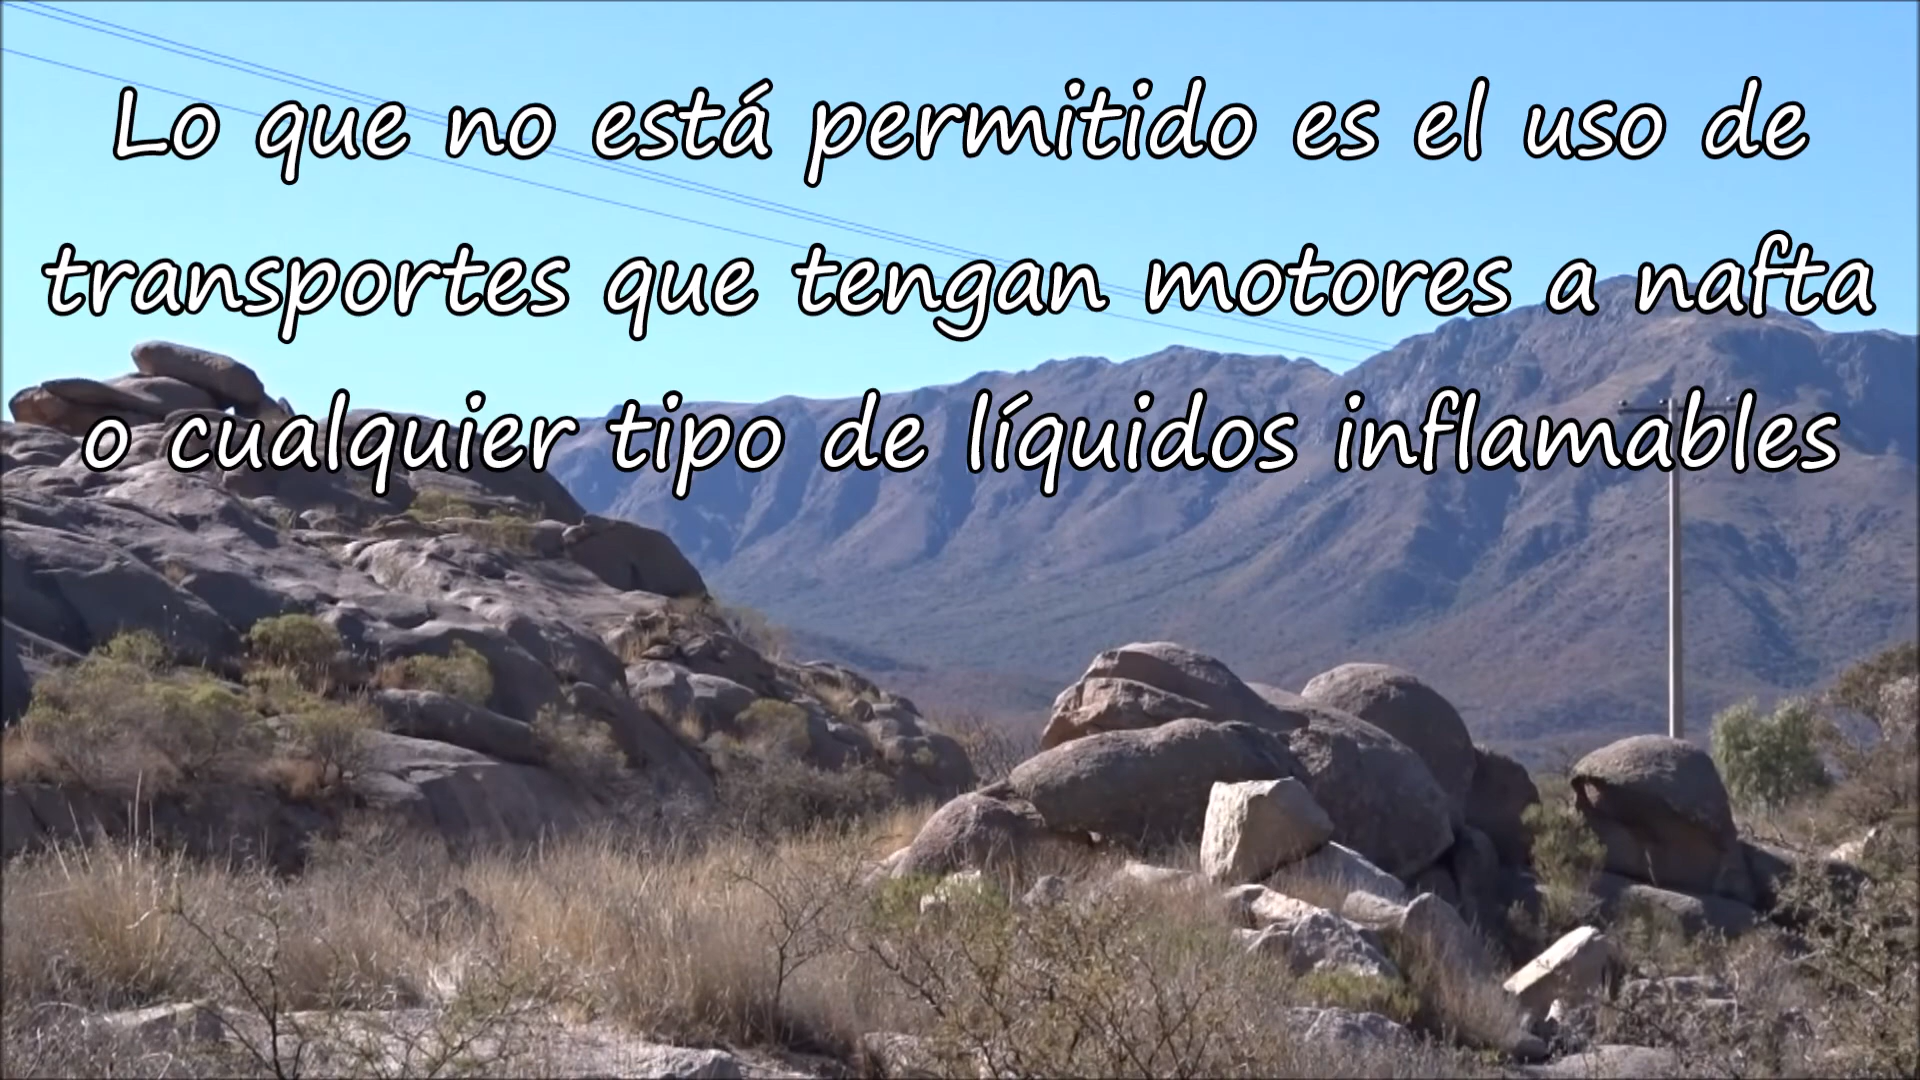 Lo que no está permitido es el uso de
transportes que tengan motores a nafta
o cualquier tipo de líquidos inflamables